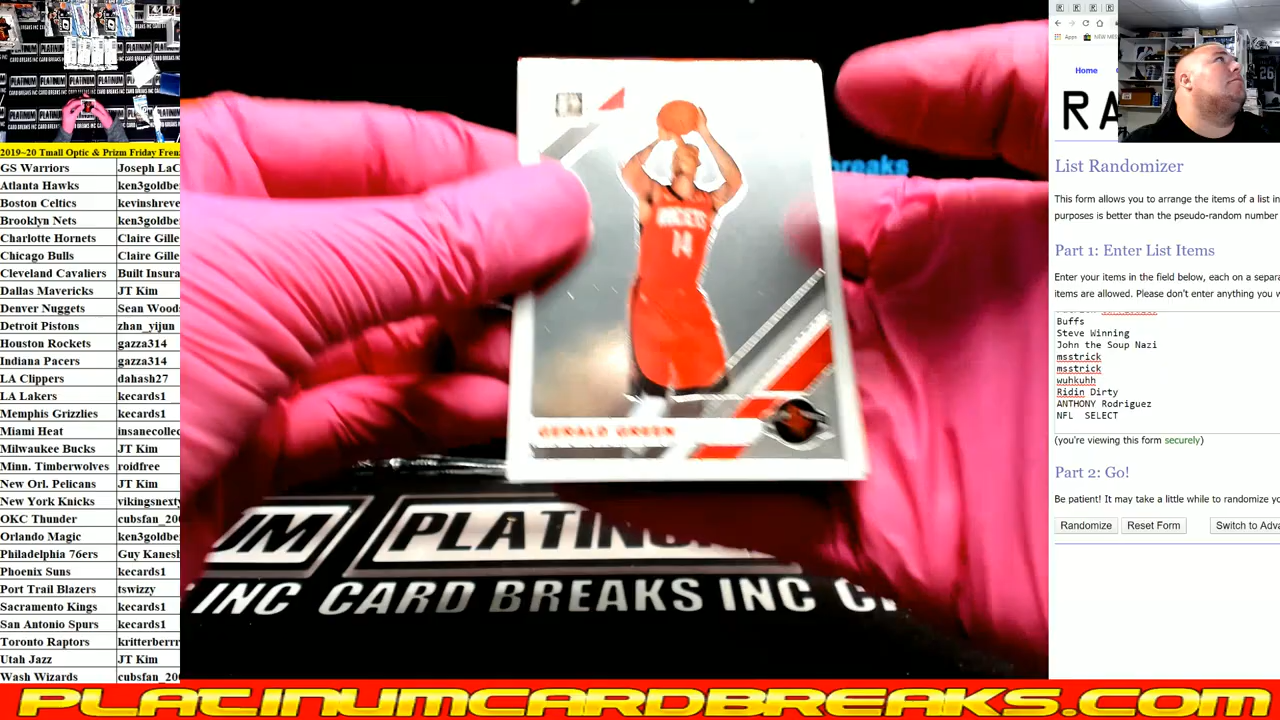 2019~20 Tmall Optic & Prizm Friday Fren
GS Warriors Joseph LaC
Atlanta Hawks ken3goldbe
Boston Celtics kevinshreve
Brooklyn Nets ken3goldbe
Charlotte Hornets Claire Gille
Chicago Bulls Claire Gille
Cleveland Cavaliers Built Insura
Dallas Mavericks JT Kim
Denver Nuggets Sean Woods
Detroit Pistons zhan_yijun
Houston Rockets gazza314
Indiana Pacers gazza314
LA Clippers dahash27
LA Lakers kecards1
Memphis Grizzlies kecards1
Miami Heat insanecollec
Milwaukee Bucks JT Kim
Minn. Timberwolves roidfree
New Orl. Pelicans JT Kim
New York Knicks vikingsnexty
OKC Thunder cubsfan_200
Orlando Magic ken3goldbe
Philadelphia 76ers Guy Kanesh
Phoenix Suns kecards1
Port Trail Blazers tswizzy
Sacramento Kings kecards1
San Antonio Spurs kecards1
Toronto Raptors kritterberrr
Utah Jazz JT Kim
Wash Wizards cubsfan_200
breaks
ROCKETS
14
GERALD GREEN
UM PLATINUM
INC CARD BREAKS INC C
Apps
Home
RA
List Randomizer
This form allows you to arrange the items of a list in
purposes is better than the pseudo-random number
Part 1: Enter List Items
Enter your items in the field below, each on a separa
items are allowed. Please don't enter anything you w
Buffs
Steve Winning
John the Soup Nazi
msstrick
msstrick
wuhkuhh
Ridin Dirty
ANTHONY Rodriguez
NFL SELECT
(you're viewing this form securely)
Part 2: Go!
Be patient! It may take a little while to randomize yo
Randomize Reset Form Switch to Adva
PLATINUMCARDBREAKS.COM